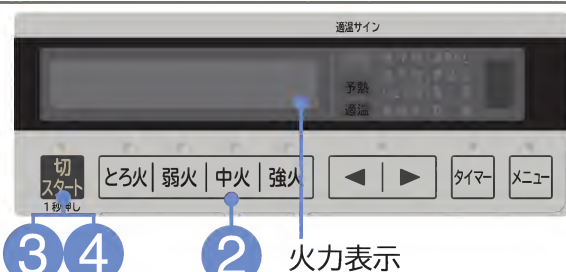 適温サイン
予熱
適温
切
スタート
1秒押し
とろ火 弱火 中火 強火
◀ ▶
タイマー
メニュー
3 4
2
火力表示